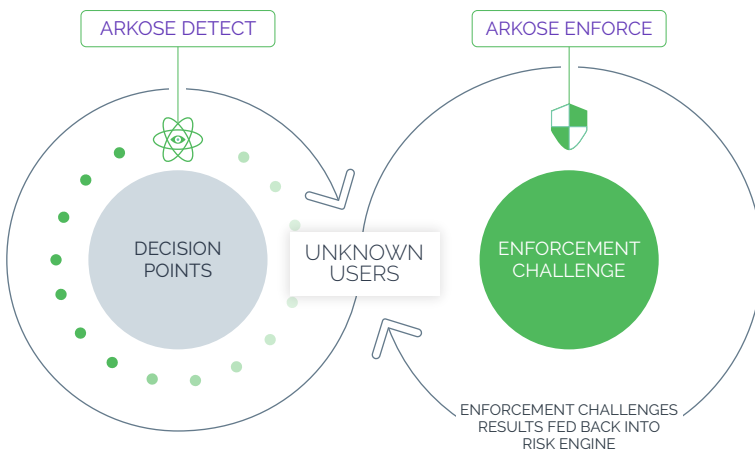 ARKOSE DETECT
ARKOSE ENFORCE
DECISION
POINTS
UNKNOWN
USERS
ENFORCEMENT
CHALLENGE
ENFORCEMENT CHALLENGES
RESULTS FED BACK INTO
RISK ENGINE